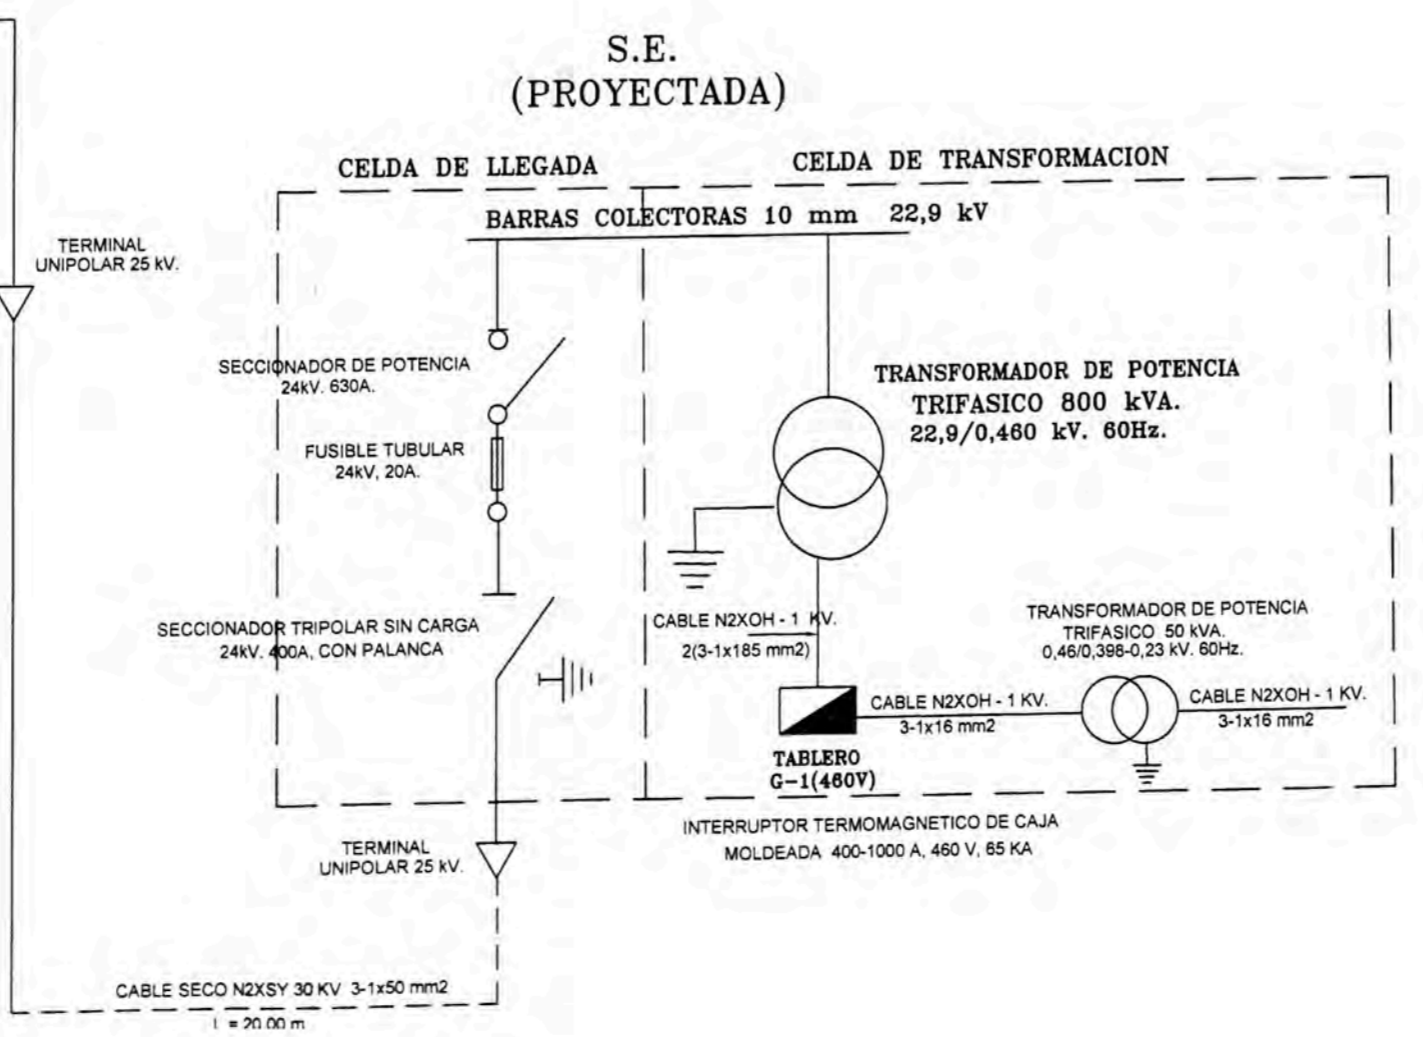 S.E.
(PROYECTADA)
CELDA DE LLEGADA
CELDA DE TRANSFORMACION
BARRAS COLECTORAS 10 mm 22,9 kV
TERMINAL
UNIPOLAR 25 kV.
SECCIONADOR DE POTENCIA
24kV. 630A.
FUSIBLE TUBULAR
24kV, 20A.
TRANSFORMADOR DE POTENCIA
TRIFASICO 800 kVA.
22,9/0,460 kV. 60Hz.
SECCIONADOR TRIPOLAR SIN CARGA
24kV. 400A, CON PALANCA
CABLE N2XOH - 1 KV.
2(3-1x185 mm2)
TRANSFORMADOR DE POTENCIA
TRIFASICO 50 kVA.
0,46/0,398-0,23 kV. 60Hz.
CABLE N2XOH - 1 KV.
3-1x16 mm2
CABLE N2XOH - 1 KV.
3-1x16 mm2
TABLERO
G-1(460V)
INTERRUPTOR TERMOMAGNETICO DE CAJA
MOLDEADA 400-1000 A, 460 V, 65 KA
TERMINAL
UNIPOLAR 25 kV.
CABLE SECO N2XSY 30 KV 3-1x50 mm2
L = 20.00 m